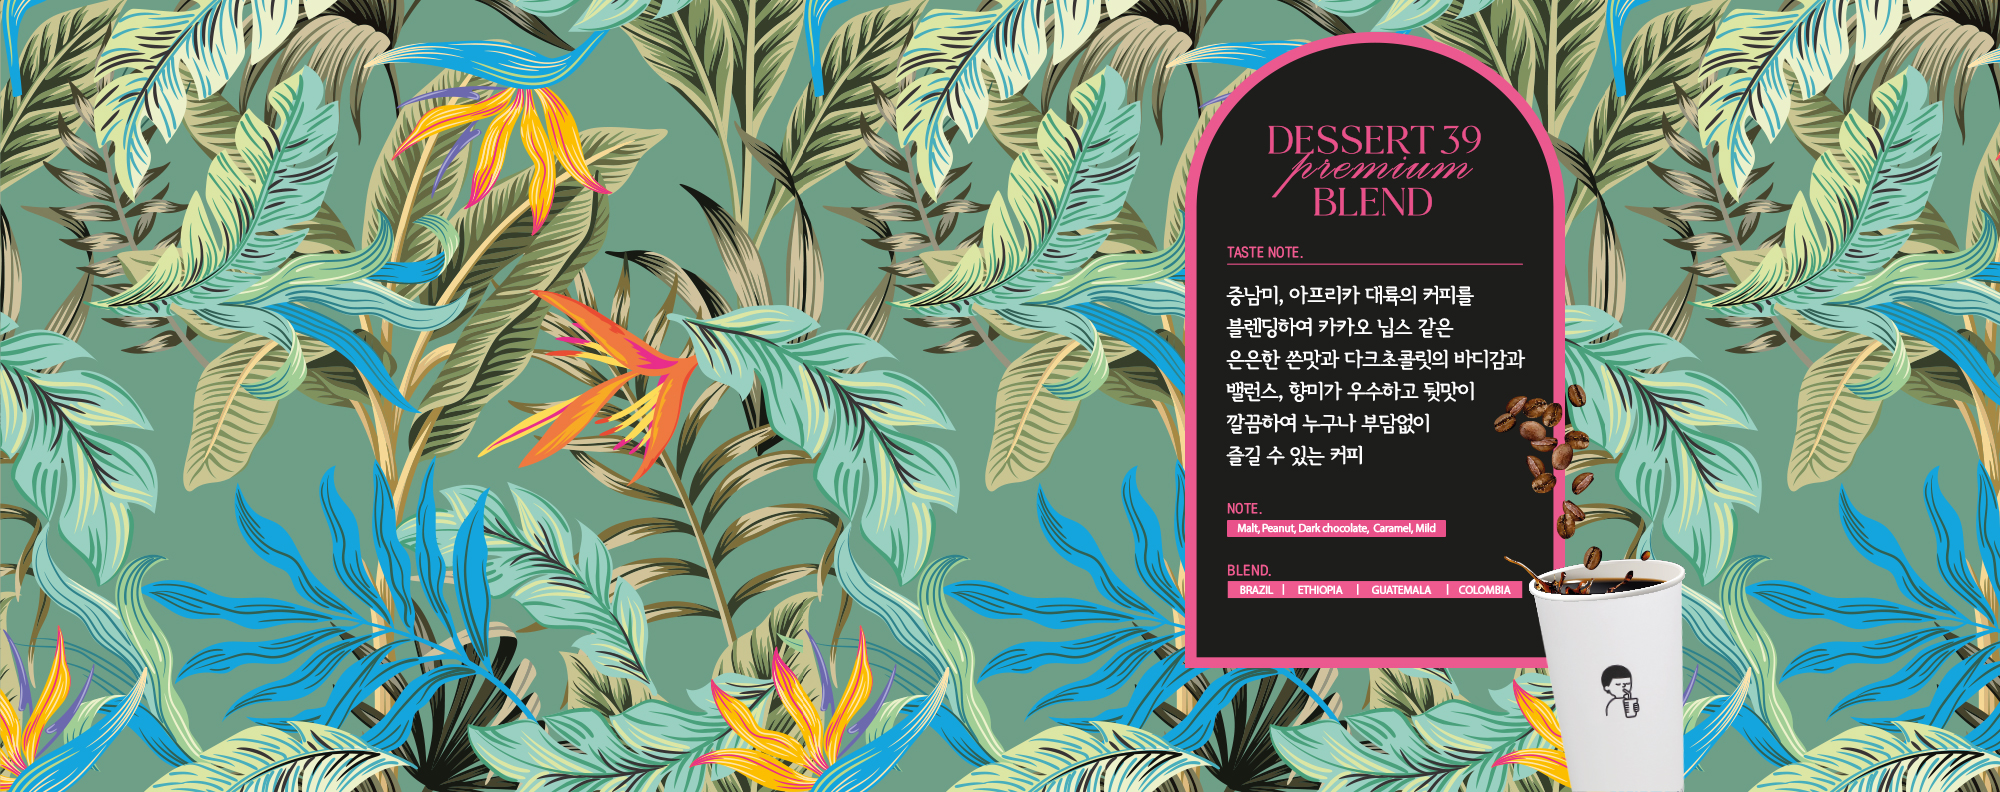 DESSERT 39
premium
BLEND
TASTE NOTE.
중남미, 아프리카 대륙의 커피를
블렌딩하여 카카오 닙스 같은
은은한 쓴맛과 다크초콜릿의 바디감과
밸런스, 향미가 우수하고 뒷맛이
깔끔하여 누구나 부담없이
즐길 수 있는 커피
NOTE.
Malt, Peanut, Dark chocolate, Caramel, Mild
BLEND.
BRAZIL | ETHIOPIA | GUATEMALA | COLOMBIA